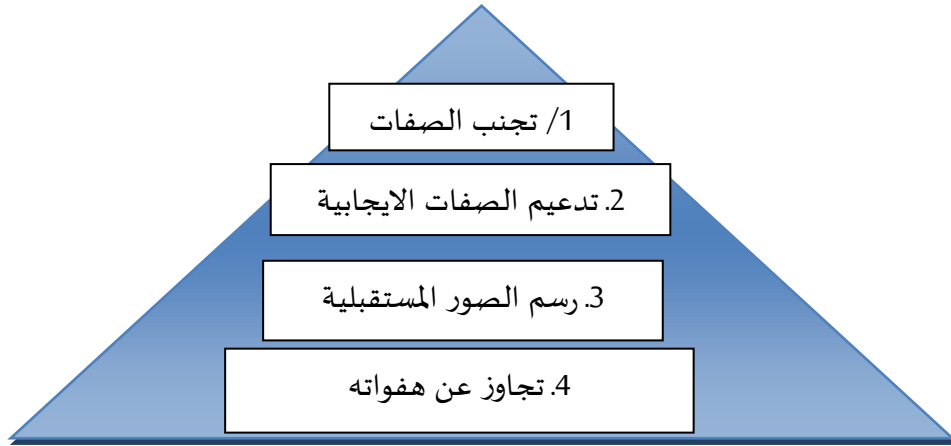 1/ تجنب الصفات
2. تدعيم الصفات الايجابية
3. رسم الصور المستقبلية
4. تجاوز عن هفواته